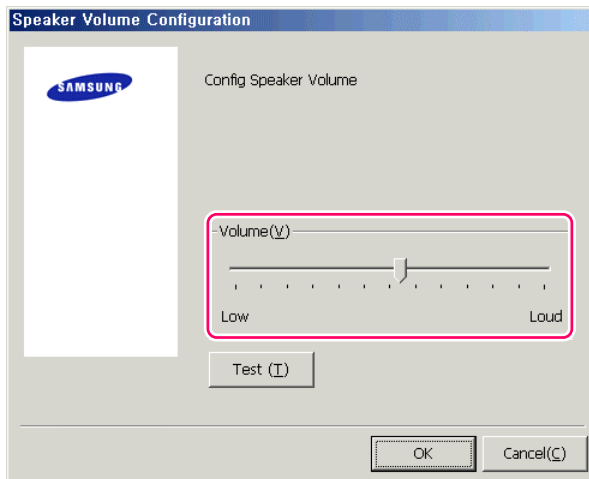 Speaker Volume Configuration
SAMSUNG
Config Speaker Volume
Volume(V)
Low Loud
Test (T)
OK Cancel(C)